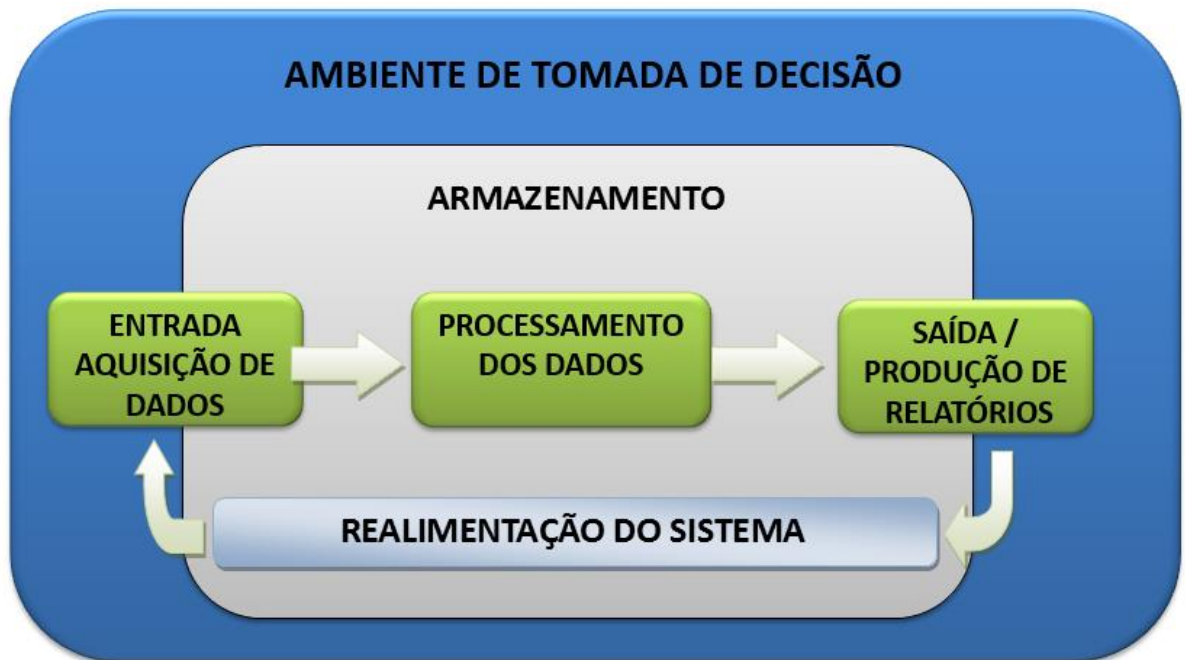 AMBIENTE DE TOMADA DE DECISÃO
ARMAZENAMENTO
ENTRADA
AQUISIÇÃO DE
DADOS
PROCESSAMENTO
DOS DADOS
SAÍDA /
PRODUÇÃO DE
RELATÓRIOS
REALIMENTAÇÃO DO SISTEMA